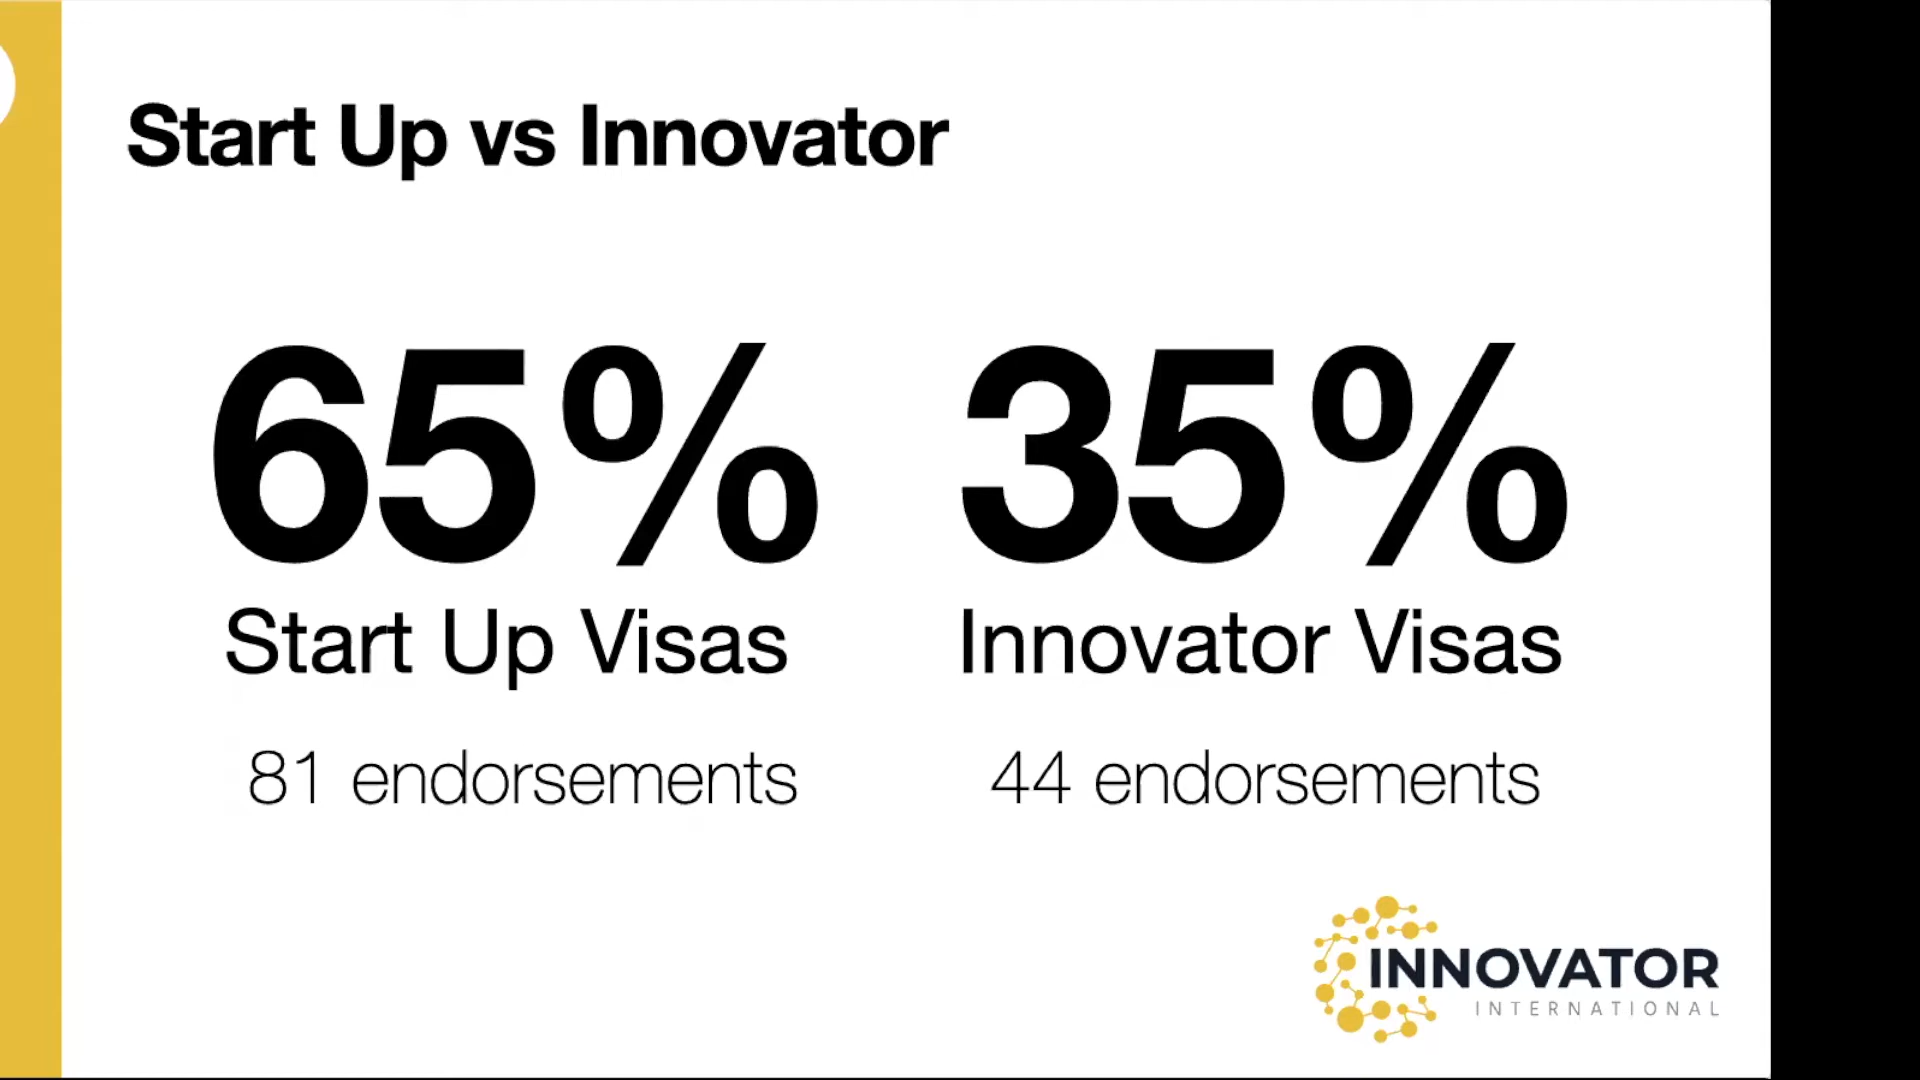 Start Up vs Innovator
65% 35%
Start Up Visas Innovator Visas
81 endorsements 44 endorsements
INNOVATOR
INTERNATIONAL